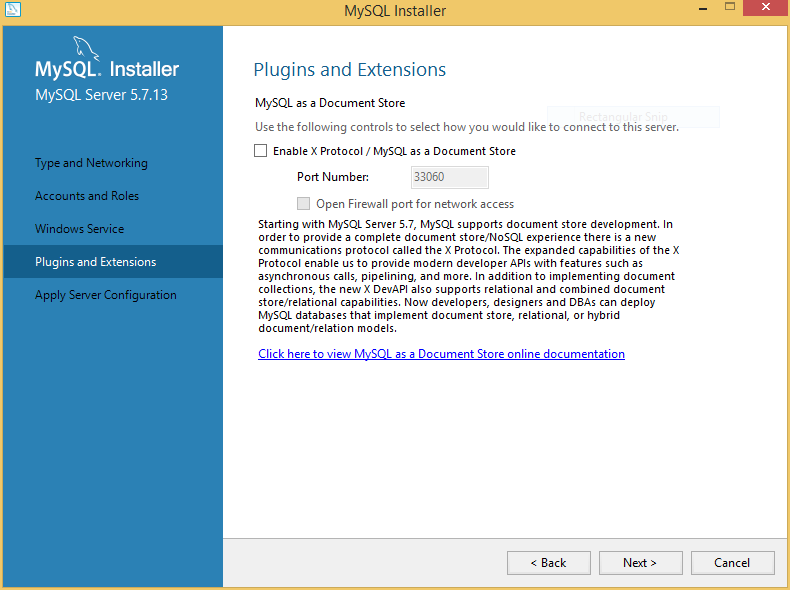 MySQL Installer
MySQL. Installer
MySQL Server 5.7.13
Type and Networking
Accounts and Roles
Windows Service
Plugins and Extensions
Apply Server Configuration
Plugins and Extensions
MySQL as a Document Store
Rectangular Snip
Use the following controls to select how you would like to connect to this server.
Enable X Protocol / MySQL as a Document Store
Port Number: 33060
Open Firewall port for network access
Starting with MySQL Server 5.7, MySQL supports document store development. In
order to provide a complete document store/NoSQL experience there is a new
communications protocol called the X Protocol. The expanded capabilities of the X
Protocol enable us to provide modern developer APIs with features such as
asynchronous calls, pipelining, and more. In addition to implementing document
collections, the new X DevAPI also supports relational and combined document
store/relational capabilities. Now developers, designers and DBAs can deploy
MySQL databases that implement document store, relational, or hybrid
document/relation models.
Click here to view MySQL as a Document Store online documentation
< Back
Next >
Cancel